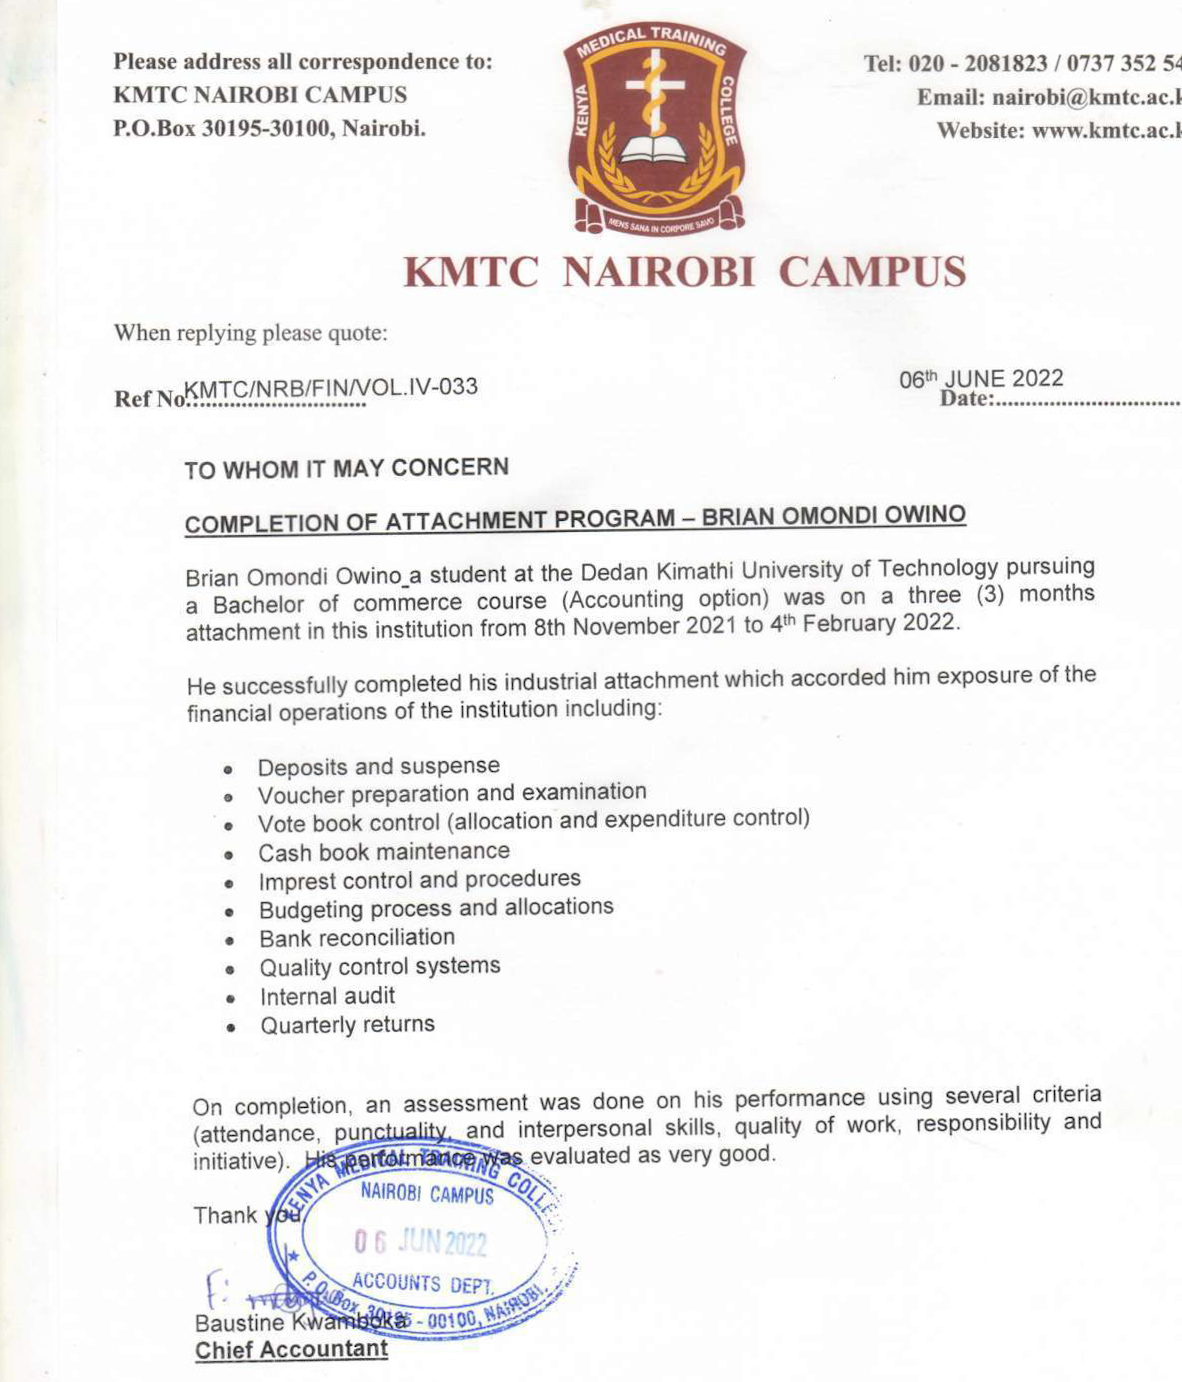 Please address all correspondence to:
KMTC NAIROBI CAMPUS
P.O.Box 30195-30100, Nairobi.
KENYA MEDICAL TRAINING COLLEGE
MENS SANA IN CORPORE SAVO
Tel: 020 - 2081823 / 0737 352 54
Email: nairobi@kmtc.ac.k
Website: www.kmtc.ac.k
KMTC NAIROBI CAMPUS
When replying please quote:
Ref No:KMTC/NRB/FIN/VOL.IV-033
06th JUNE 2022
Date:
TO WHOM IT MAY CONCERN
COMPLETION OF ATTACHMENT PROGRAM – BRIAN OMONDI OWINO
Brian Omondi Owino a student at the Dedan Kimathi University of Technology pursuing
a Bachelor of commerce course (Accounting option) was on a three (3) months
attachment in this institution from 8th November 2021 to 4th February 2022.
He successfully completed his industrial attachment which accorded him exposure of the
financial operations of the institution including:
• Deposits and suspense
• Voucher preparation and examination
• Vote book control (allocation and expenditure control)
• Cash book maintenance
• Imprest control and procedures
• Budgeting process and allocations
• Bank reconciliation
• Quality control systems
• Internal audit
• Quarterly returns
On completion, an assessment was done on his performance using several criteria
(attendance, punctuality, and interpersonal skills, quality of work, responsibility and
initiative). His performance was evaluated as very good.
Thank you.
KENYA MEDICAL TRAINING COLLEGE
NAIROBI CAMPUS
06 JUN 2022
ACCOUNTS DEPT.
P.O. Box 30195 - 00100, NAIROBI.
Baustine Kwamboka
Chief Accountant